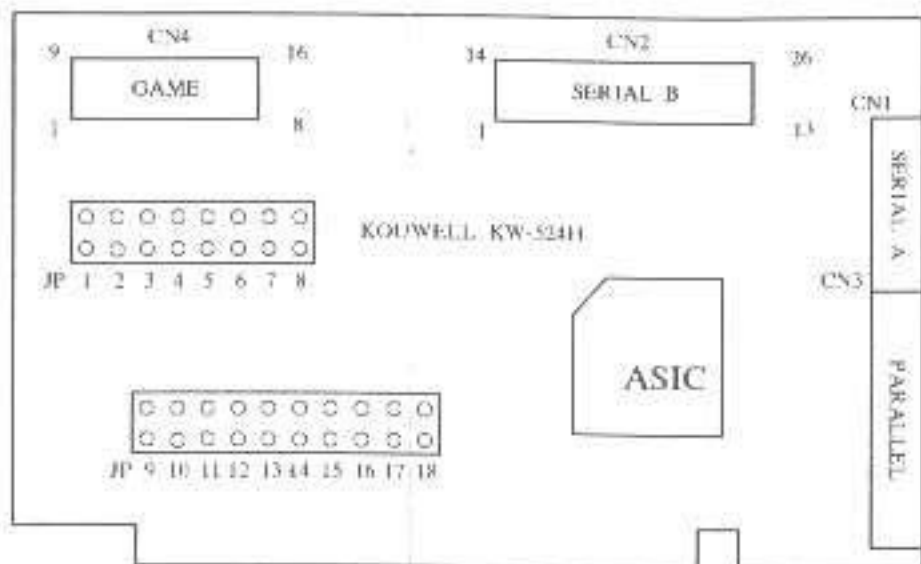 CN4
9 16
GAME
1 8
CN2
14 26
SERIAL B
1 13
CN1
SERIAL A
KOUWELL KW-524H
JP 1 2 3 4 5 6 7 8
CN3
ASIC
PARALLEL
JP 9 10 11 12 13 14 15 16 17 18